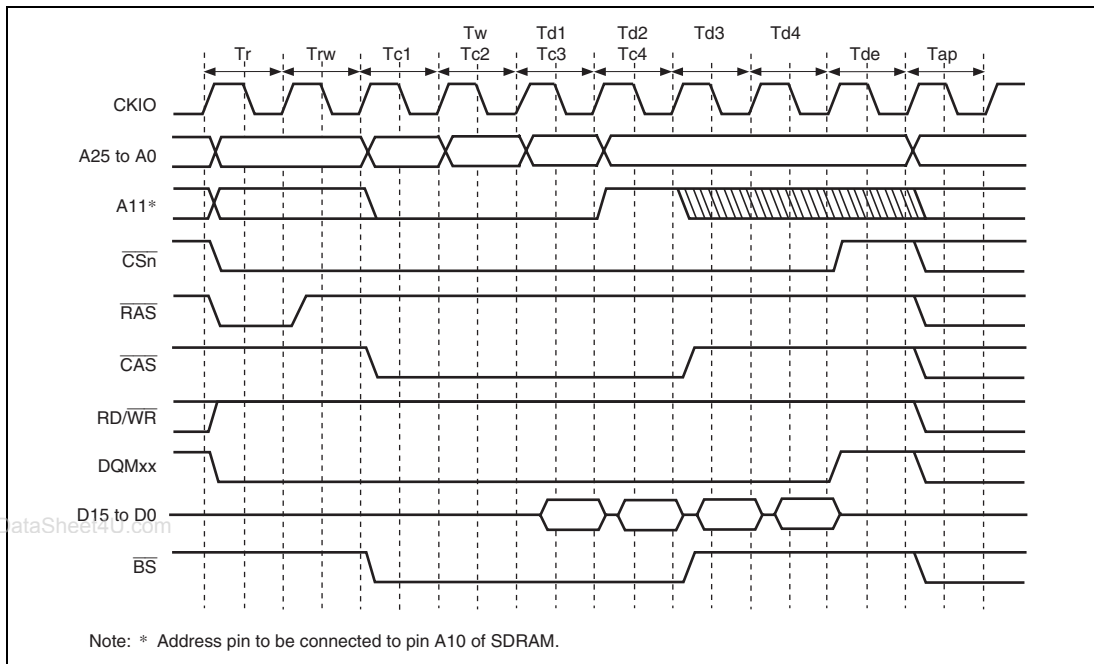 Tw Td1 Td2 Td3 Td4
Tr Trw Tc1 Tc2 Tc3 Tc4 Tde Tap
CKIO
A25 to A0
A11*
CSn
RAS
CAS
RD/WR
DQMxx
D15 to D0
DataSheet4U.com
BS
Note: * Address pin to be connected to pin A10 of SDRAM.